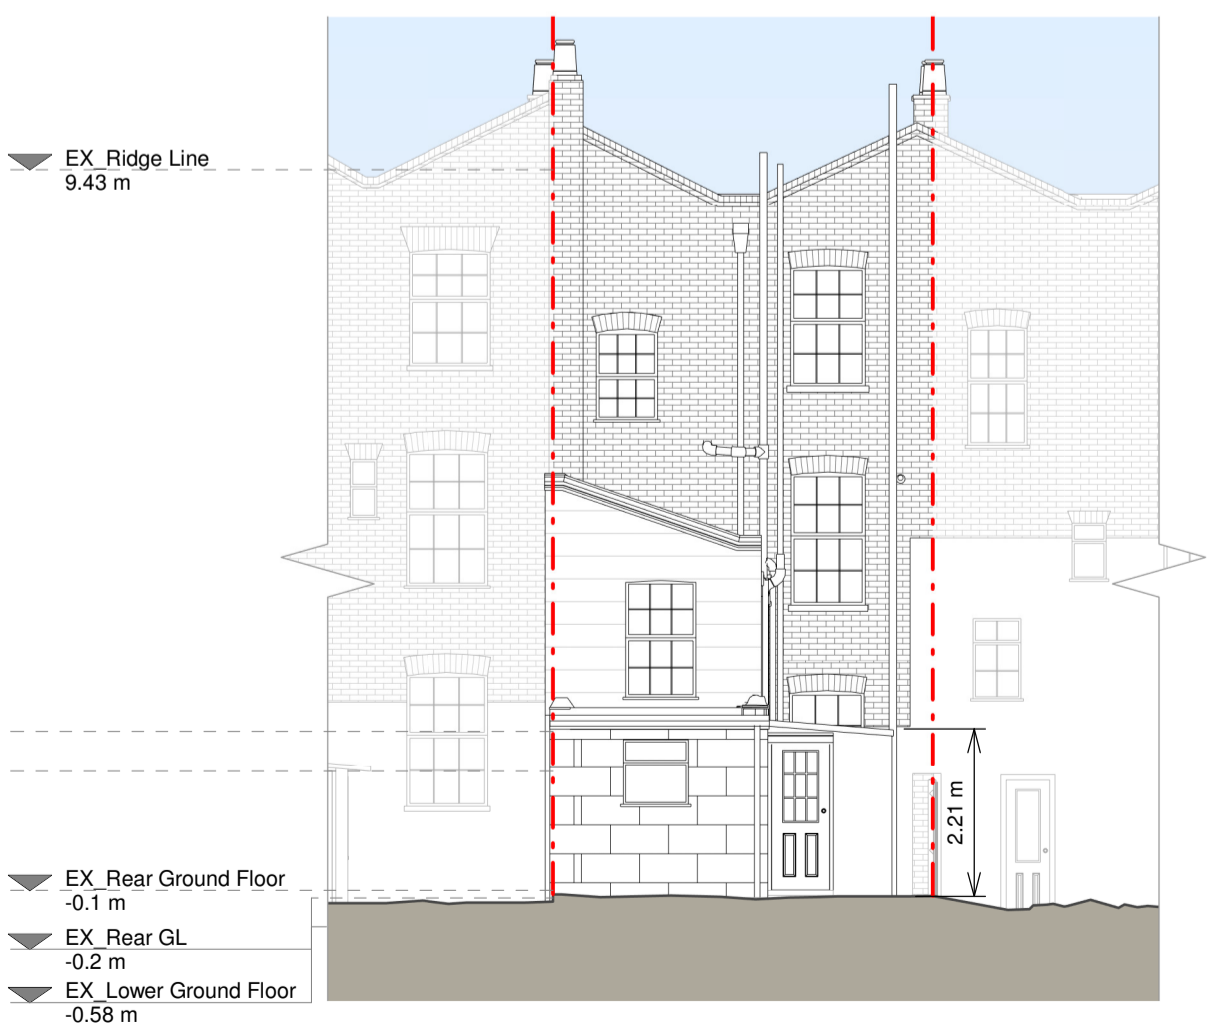 EX_Ridge Line
9.43 m
2.21 m
EX_Rear Ground Floor
-0.1 m
EX_Rear GL
-0.2 m
EX_Lower Ground Floor
-0.58 m